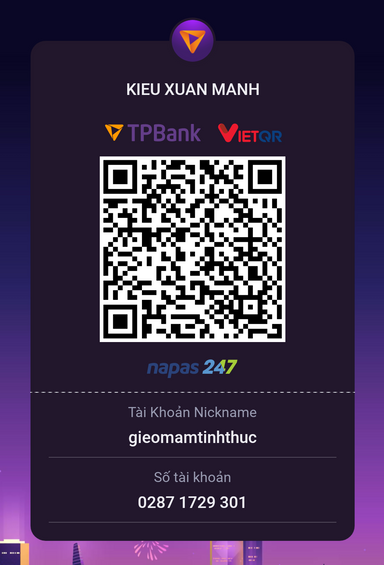 KIEU XUAN MANH
TPBank VIETQR
napas 247
Tài Khoản Nickname
gieomamtinhthuc
Số tài khoản
0287 1729 301